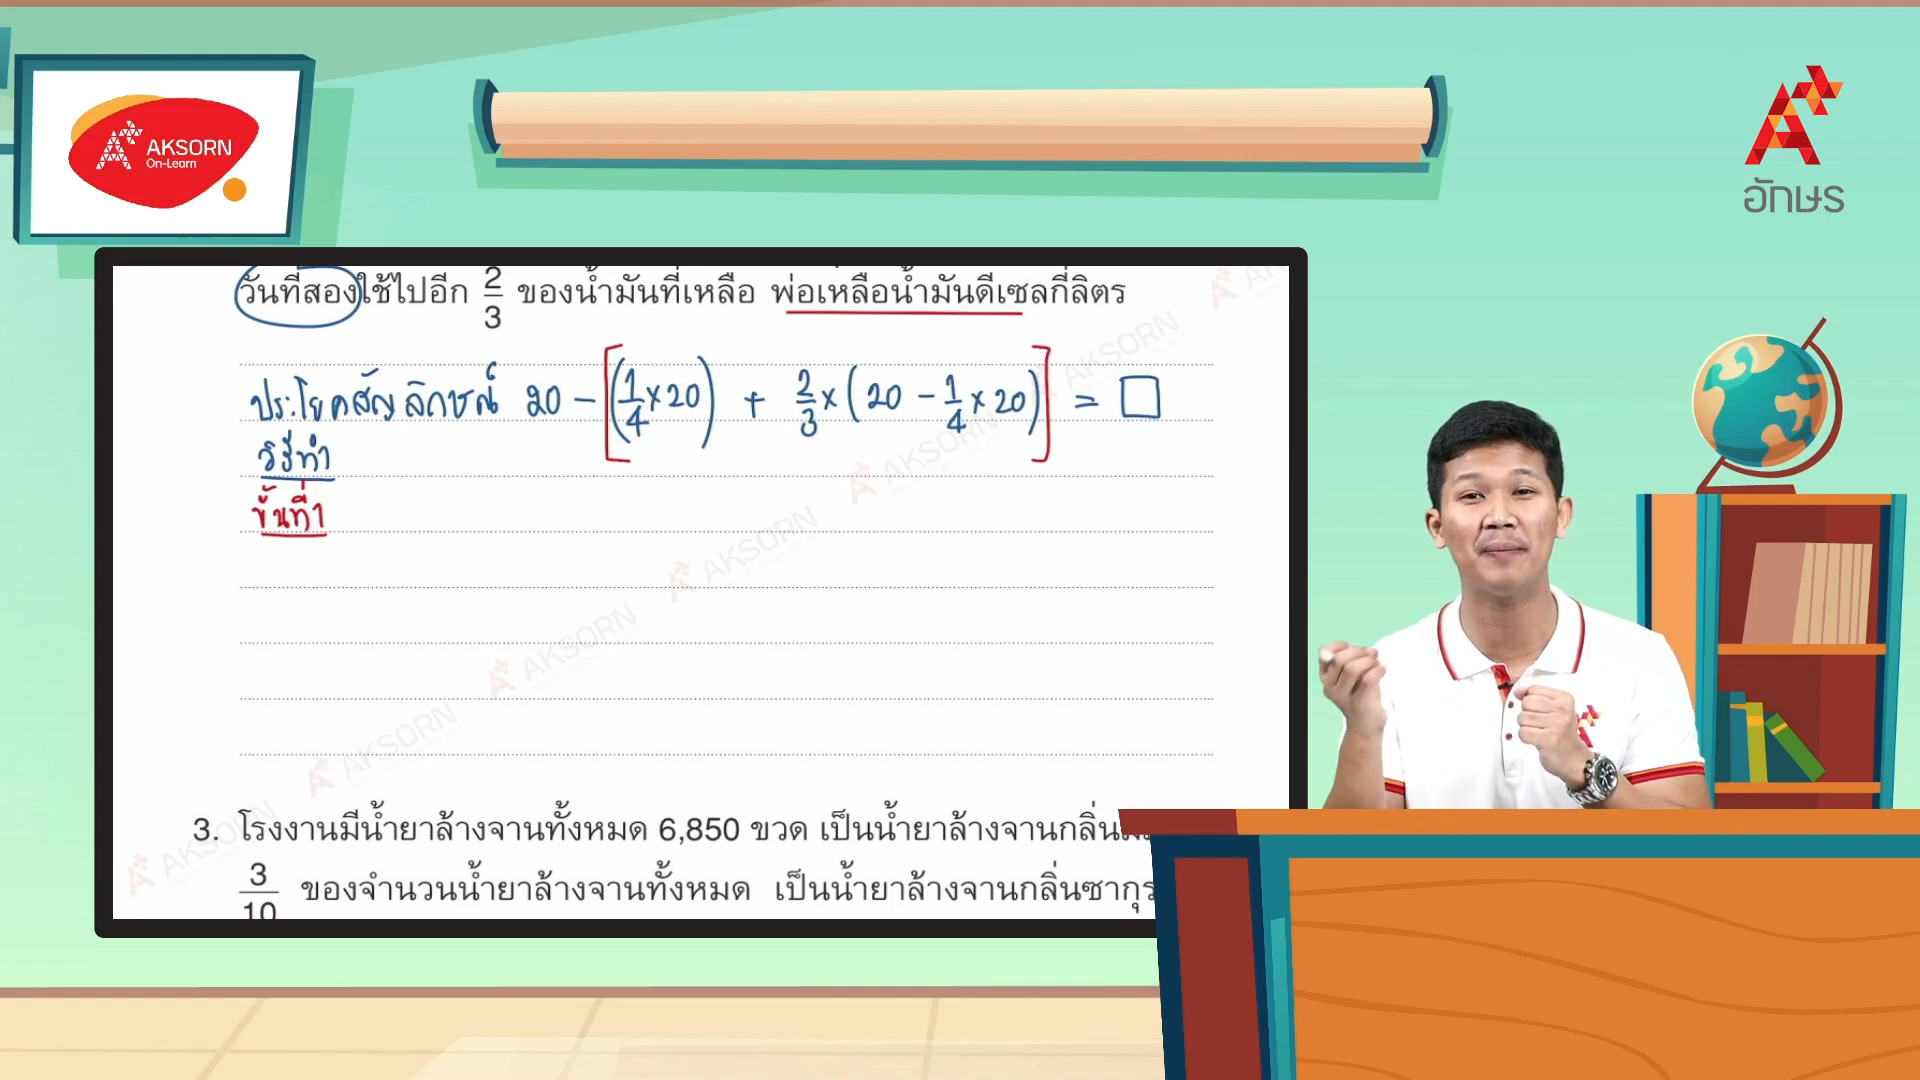 AKSORN
On-Learn
อักษร
วันที่สองใช้ไปอีก 2/3 ของน้ำมันที่เหลือ พ่อเหลือน้ำมันดีเซลกี่ลิตร
ประโยคสัญลักษณ์ 20 - [(1/4 × 20) + 2/3 × (20 - 1/4 × 20)] = □
วิธีทำ
ขั้นที่1
3. โรงงานมีน้ำยาล้างจานทั้งหมด 6,850 ขวด เป็นน้ำยาล้างจานกลิ่น
3/10 ของจำนวนน้ำยาล้างจานทั้งหมด เป็นน้ำยาล้างจานกลิ่นซากุร